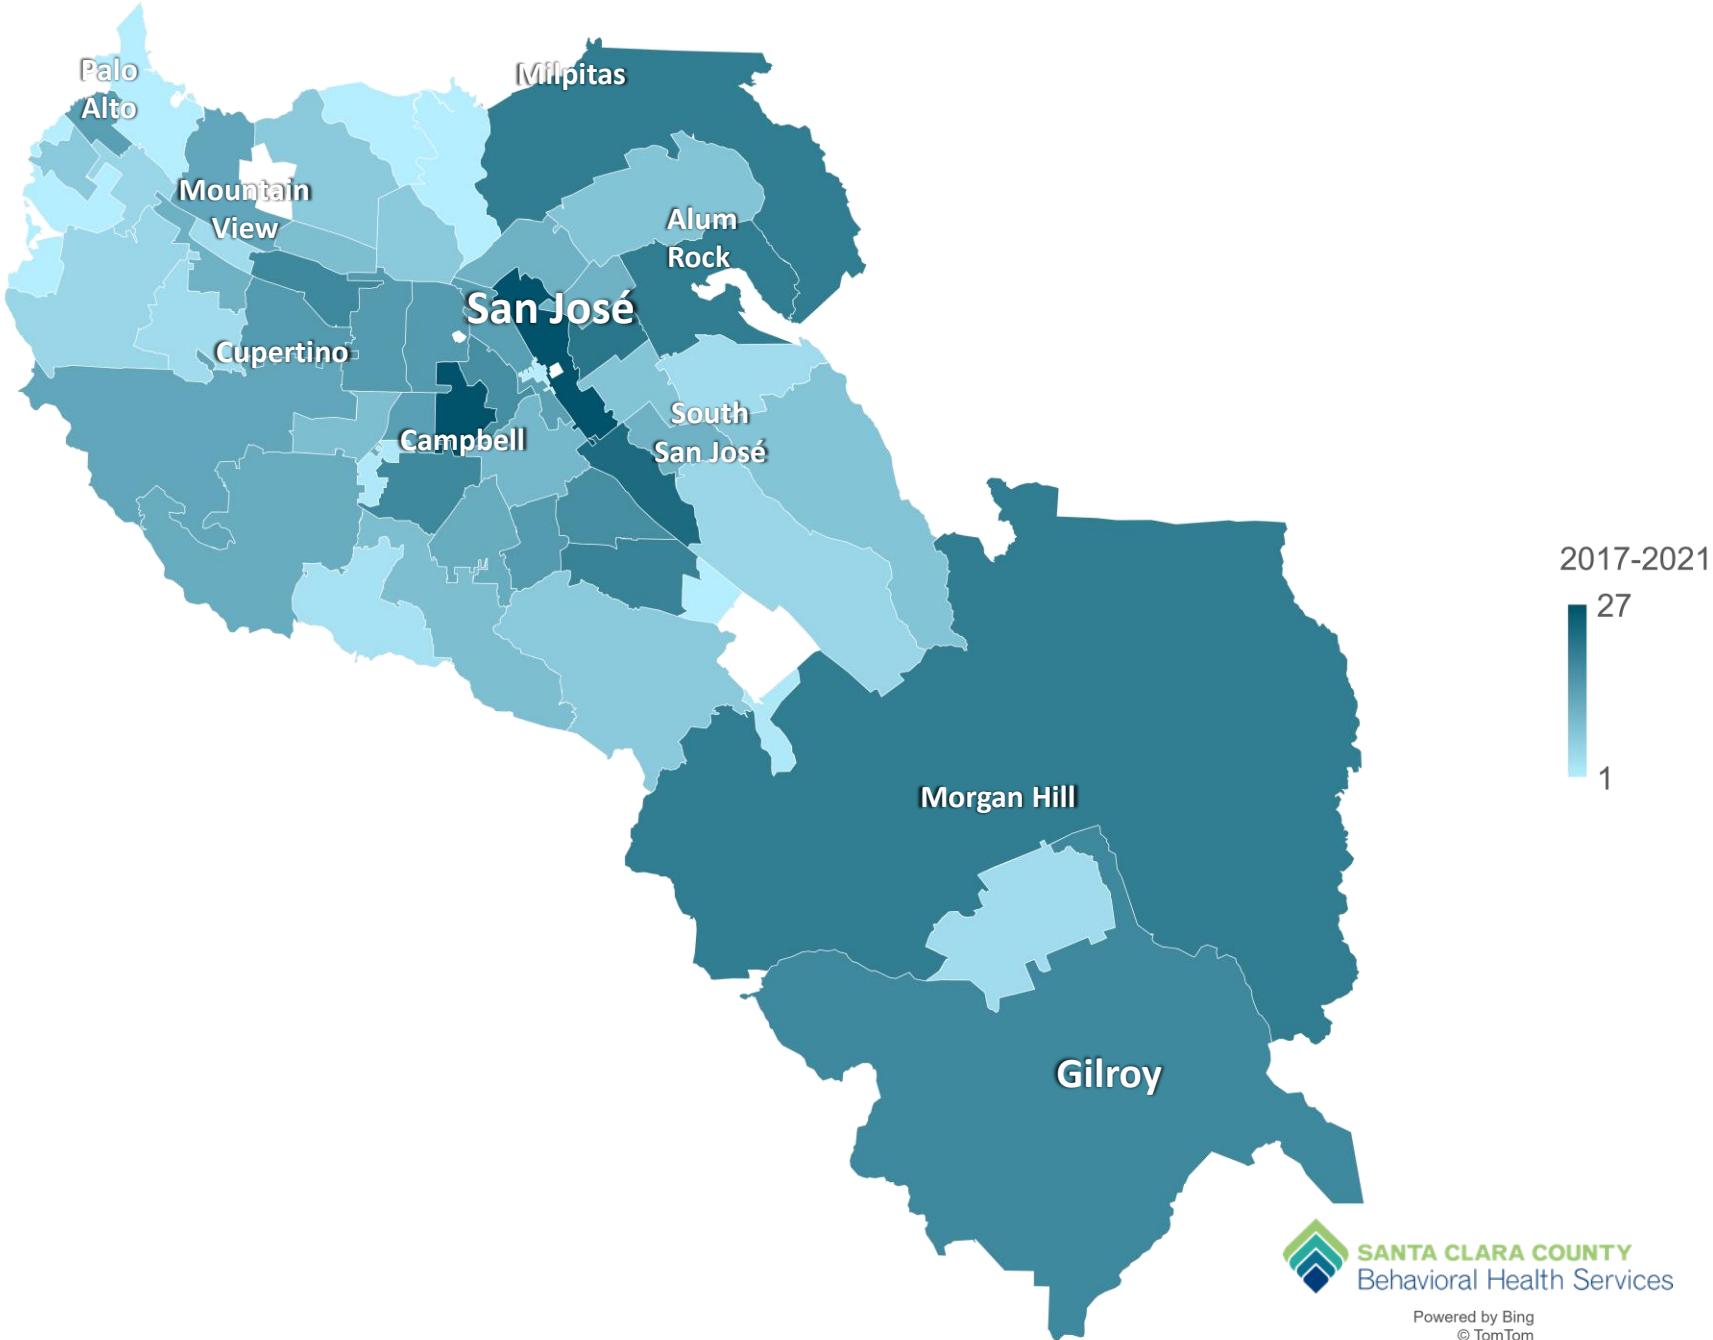 Palo
Alto
Milpitas
Mountain
View
Alum
Rock
San José
Cupertino
South
San José
Campbell
2017-2021
27
1
Morgan Hill
Gilroy
SANTA CLARA COUNTY
Behavioral Health Services
Powered by Bing
© TomTom